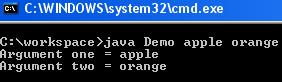 C:\WINDOWS\system32\cmd.exe
C:\workspace>java Demo apple orange
Argument one = apple
Argument two = orange